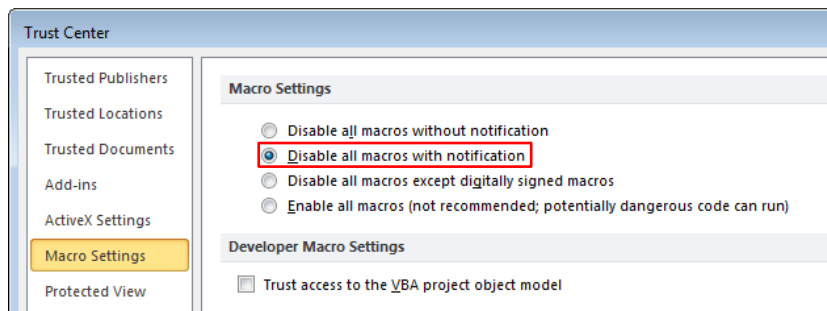 Trust Center
Trusted Publishers
Trusted Locations
Trusted Documents
Add-ins
ActiveX Settings
Macro Settings
Protected View
Macro Settings
Disable all macros without notification
Disable all macros with notification
Disable all macros except digitally signed macros
Enable all macros (not recommended; potentially dangerous code can run)
Developer Macro Settings
Trust access to the VBA project object model